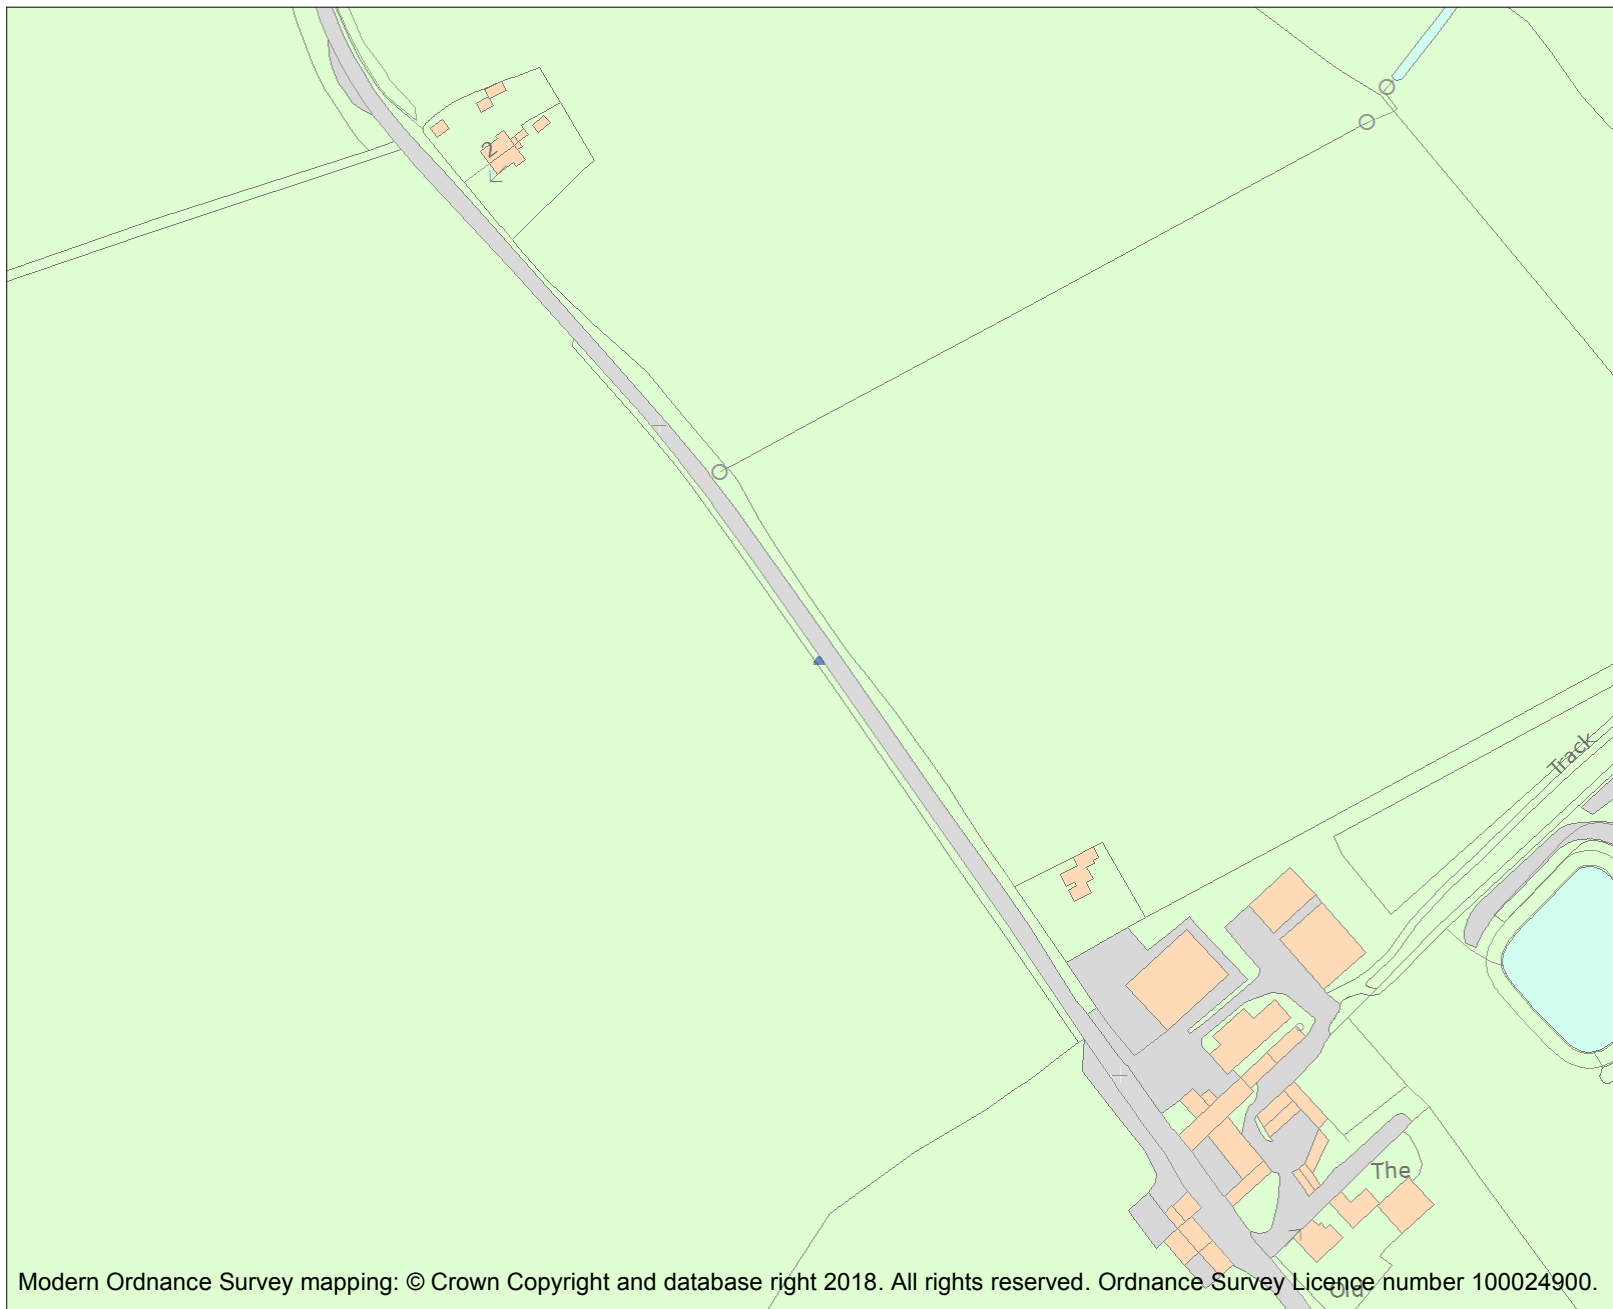 2
Track
The
Old
Modern Ordnance Survey mapping: © Crown Copyright and database right 2018. All rights reserved. Ordnance Survey Licence number 100024900.